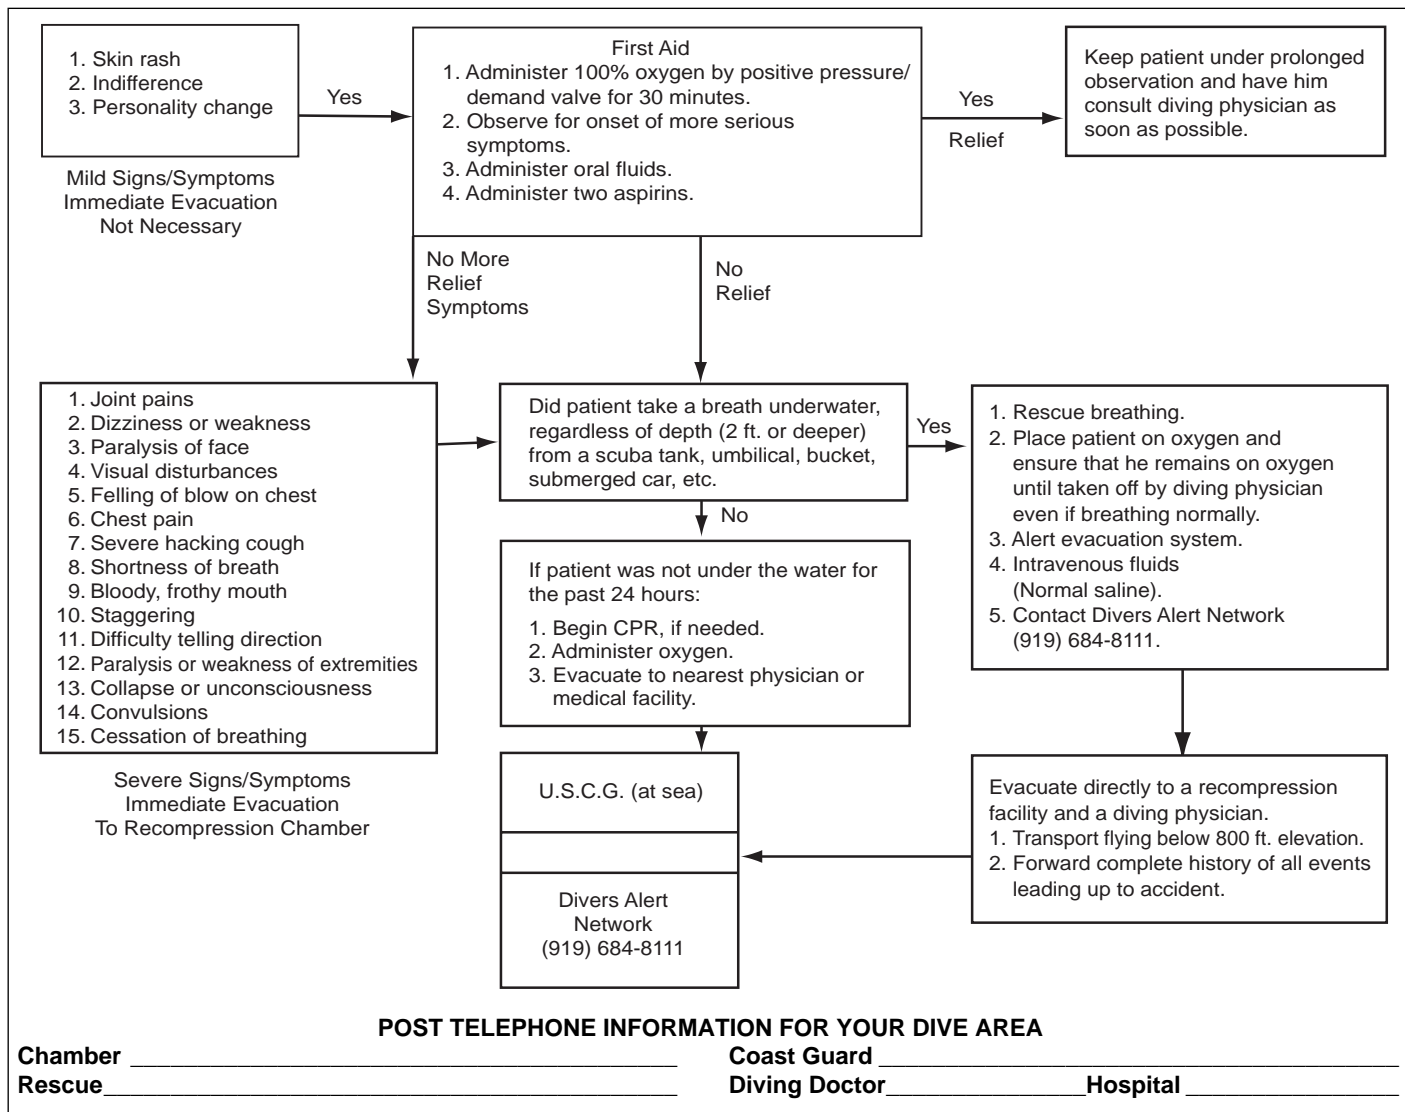 1. Skin rash
2. Indifference
3. Personality change
Mild Signs/Symptoms
Immediate Evacuation
Not Necessary
Yes
First Aid
1. Administer 100% oxygen by positive pressure/
demand valve for 30 minutes.
2. Observe for onset of more serious
symptoms.
3. Administer oral fluids.
4. Administer two aspirins.
Yes
Relief
Keep patient under prolonged
observation and have him
consult diving physician as
soon as possible.
No More
Relief
Symptoms
No
Relief
1. Joint pains
2. Dizziness or weakness
3. Paralysis of face
4. Visual disturbances
5. Felling of blow on chest
6. Chest pain
7. Severe hacking cough
8. Shortness of breath
9. Bloody, frothy mouth
10. Staggering
11. Difficulty telling direction
12. Paralysis or weakness of extremities
13. Collapse or unconsciousness
14. Convulsions
15. Cessation of breathing
Severe Signs/Symptoms
Immediate Evacuation
To Recompression Chamber
Did patient take a breath underwater,
regardless of depth (2 ft. or deeper)
from a scuba tank, umbilical, bucket,
submerged car, etc.
Yes
No
1. Rescue breathing.
2. Place patient on oxygen and
ensure that he remains on oxygen
until taken off by diving physician
even if breathing normally.
3. Alert evacuation system.
4. Intravenous fluids
(Normal saline).
5. Contact Divers Alert Network
(919) 684-8111.
If patient was not under the water for
the past 24 hours:
1. Begin CPR, if needed.
2. Administer oxygen.
3. Evacuate to nearest physician or
medical facility.
U.S.C.G. (at sea)
Divers Alert
Network
(919) 684-8111
Evacuate directly to a recompression
facility and a diving physician.
1. Transport flying below 800 ft. elevation.
2. Forward complete history of all events
leading up to accident.
POST TELEPHONE INFORMATION FOR YOUR DIVE AREA
Chamber ____________ Coast Guard ____________
Rescue____________ Diving Doctor____________Hospital ____________